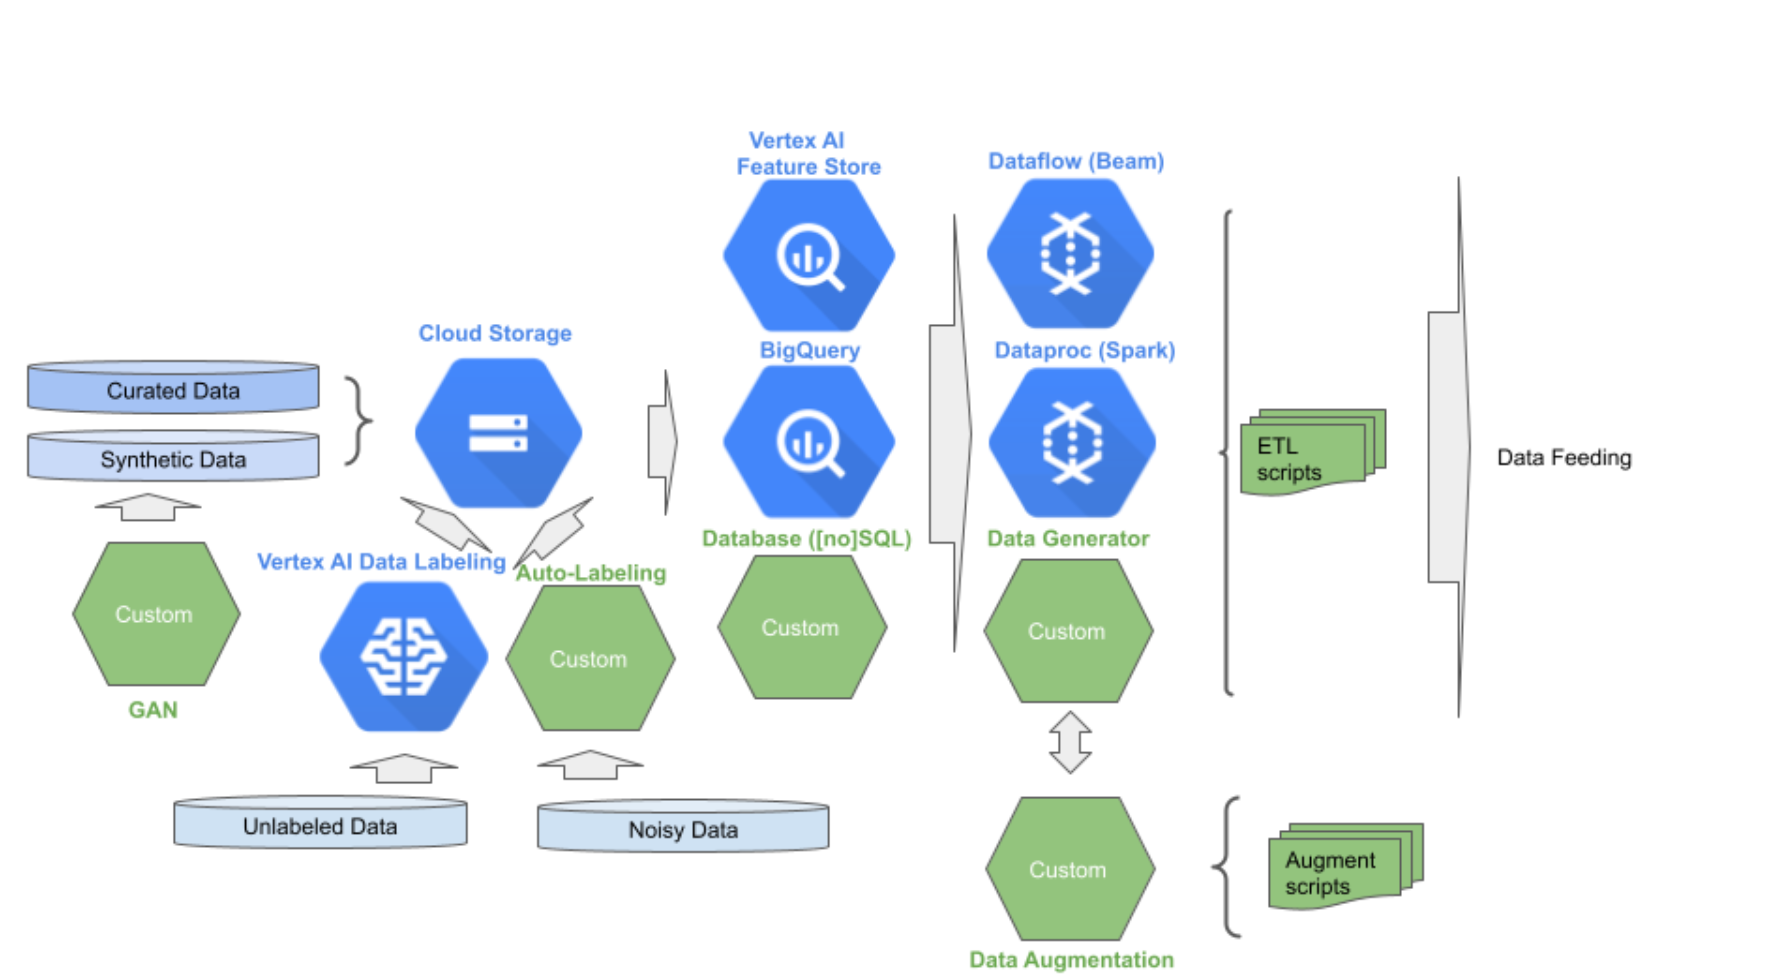 Vertex AI
Feature Store
Dataflow (Beam)
Cloud Storage
BigQuery
Dataproc (Spark)
Curated Data
Synthetic Data
ETL
scripts
Data Feeding
Database ([no]SQL)
Data Generator
Vertex AI Data Labeling
Auto-Labeling
Custom
Custom
Custom
Custom
GAN
Unlabeled Data
Noisy Data
Custom
Augment
scripts
Data Augmentation